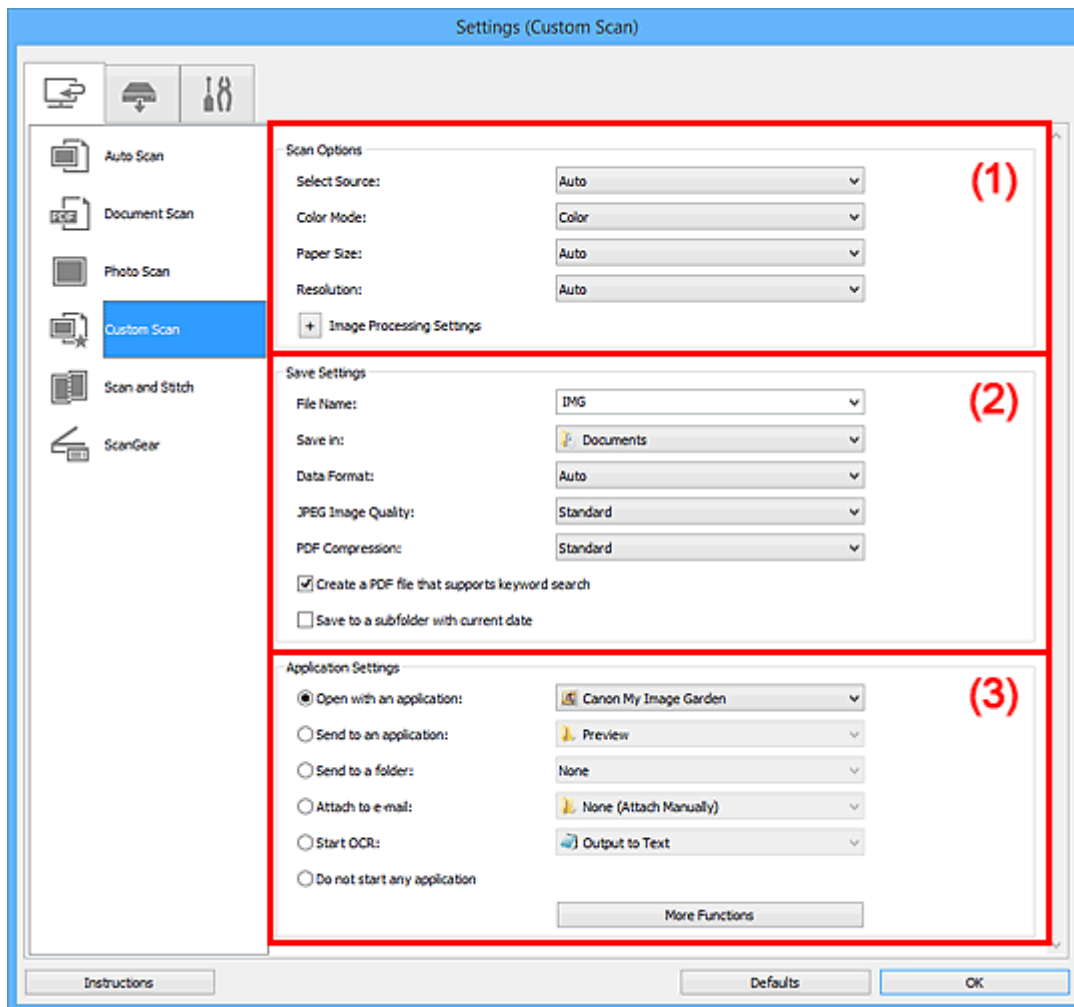 Settings (Custom Scan)
Auto Scan
PDF
Document Scan
Photo Scan
Custom Scan
Scan and Stitch
ScanGear
Scan Options
(1)
Select Source: Auto
Color Mode: Color
Paper Size: Auto
Resolution: Auto
+ Image Processing Settings
Save Settings
(2)
File Name: IMG
Save in: Documents
Data Format: Auto
JPEG Image Quality: Standard
PDF Compression: Standard
Create a PDF file that supports keyword search
Save to a subfolder with current date
Application Settings
(3)
Open with an application: Canon My Image Garden
Send to an application: Preview
Send to a folder: None
Attach to e-mail: None (Attach Manually)
Start OCR: Output to Text
Do not start any application
More Functions
Instructions Defaults OK